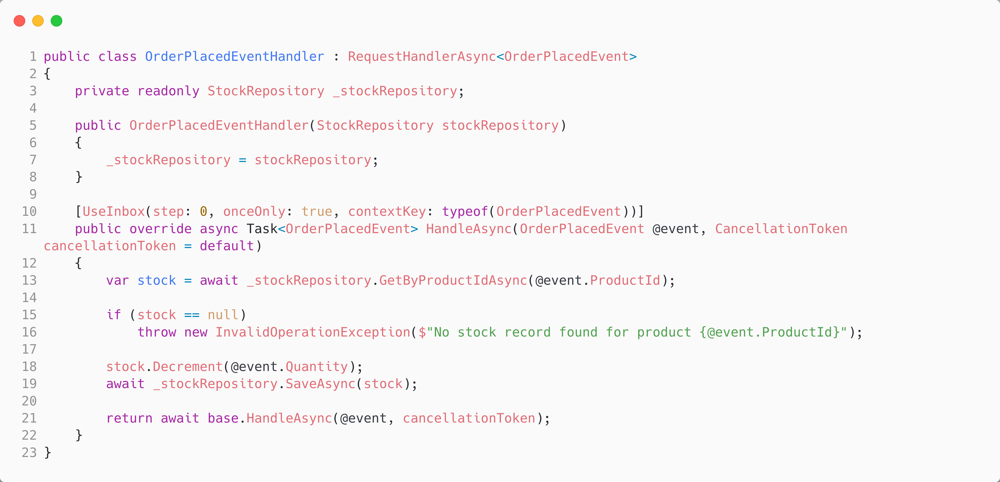 1 public class OrderPlacedEventHandler : RequestHandlerAsync<OrderPlacedEvent>
2 {
3     private readonly StockRepository _stockRepository;
4
5     public OrderPlacedEventHandler(StockRepository stockRepository)
6     {
7         _stockRepository = stockRepository;
8     }
9
10     [UseInbox(step: 0, onceOnly: true, contextKey: typeof(OrderPlacedEvent))]
11     public override async Task<OrderPlacedEvent> HandleAsync(OrderPlacedEvent @event, CancellationToken
cancellationToken = default)
12     {
13         var stock = await _stockRepository.GetByProductIdAsync(@event.ProductId);
14
15         if (stock == null)
16             throw new InvalidOperationException($"No stock record found for product {@event.ProductId}");
17
18         stock.Decrement(@event.Quantity);
19         await _stockRepository.SaveAsync(stock);
20
21         return await base.HandleAsync(@event, cancellationToken);
22     }
23 }